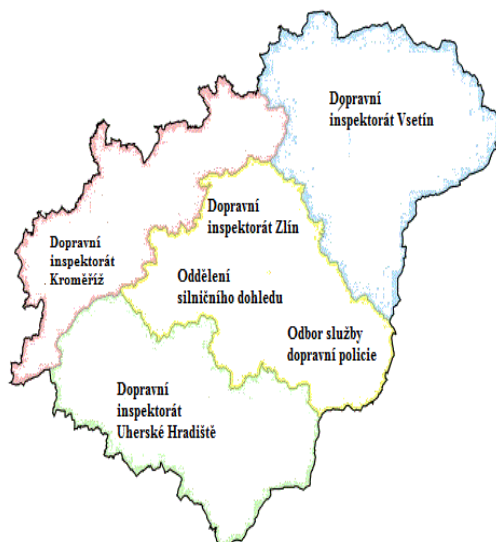 Dopravní
inspektorát Vsetín
Dopravní
inspektorát Zlín
Dopravní
inspektorát
Kroměříž
Oddělení
silničního dohledu
Odbor služby
dopravní policie
Dopravní
inspektorát
Uherské Hradiště